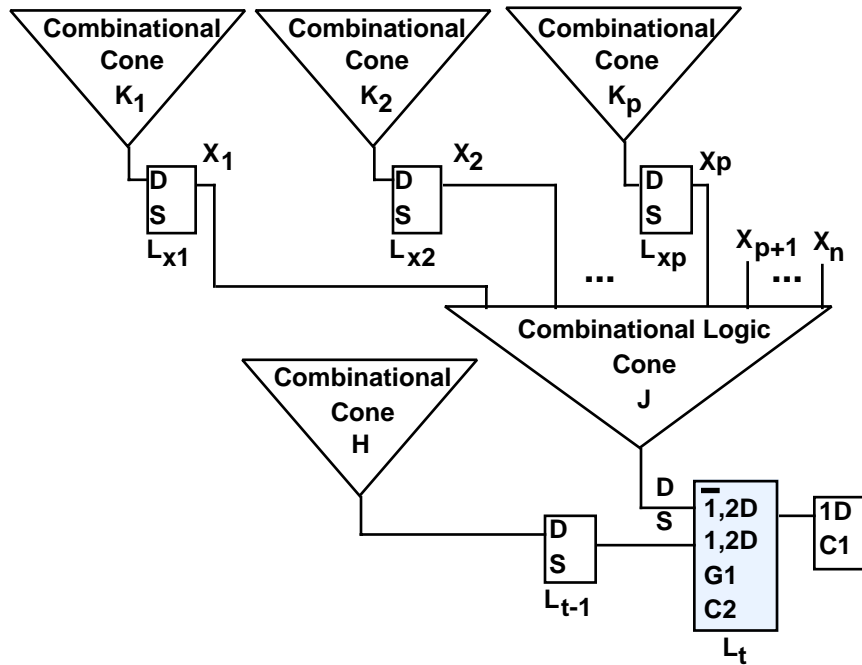 Combinational
Cone
K1
Combinational
Cone
K2
Combinational
Cone
Kp
D
S
X1
Lx1
D
S
X2
Lx2
D
S
Xp
Lxp
...
Xp+1
...
Xn
Combinational Logic
Cone
J
Combinational
Cone
H
D
S
Lt-1
D
S
1,2D
1,2D
G1
C2
Lt
1D
C1